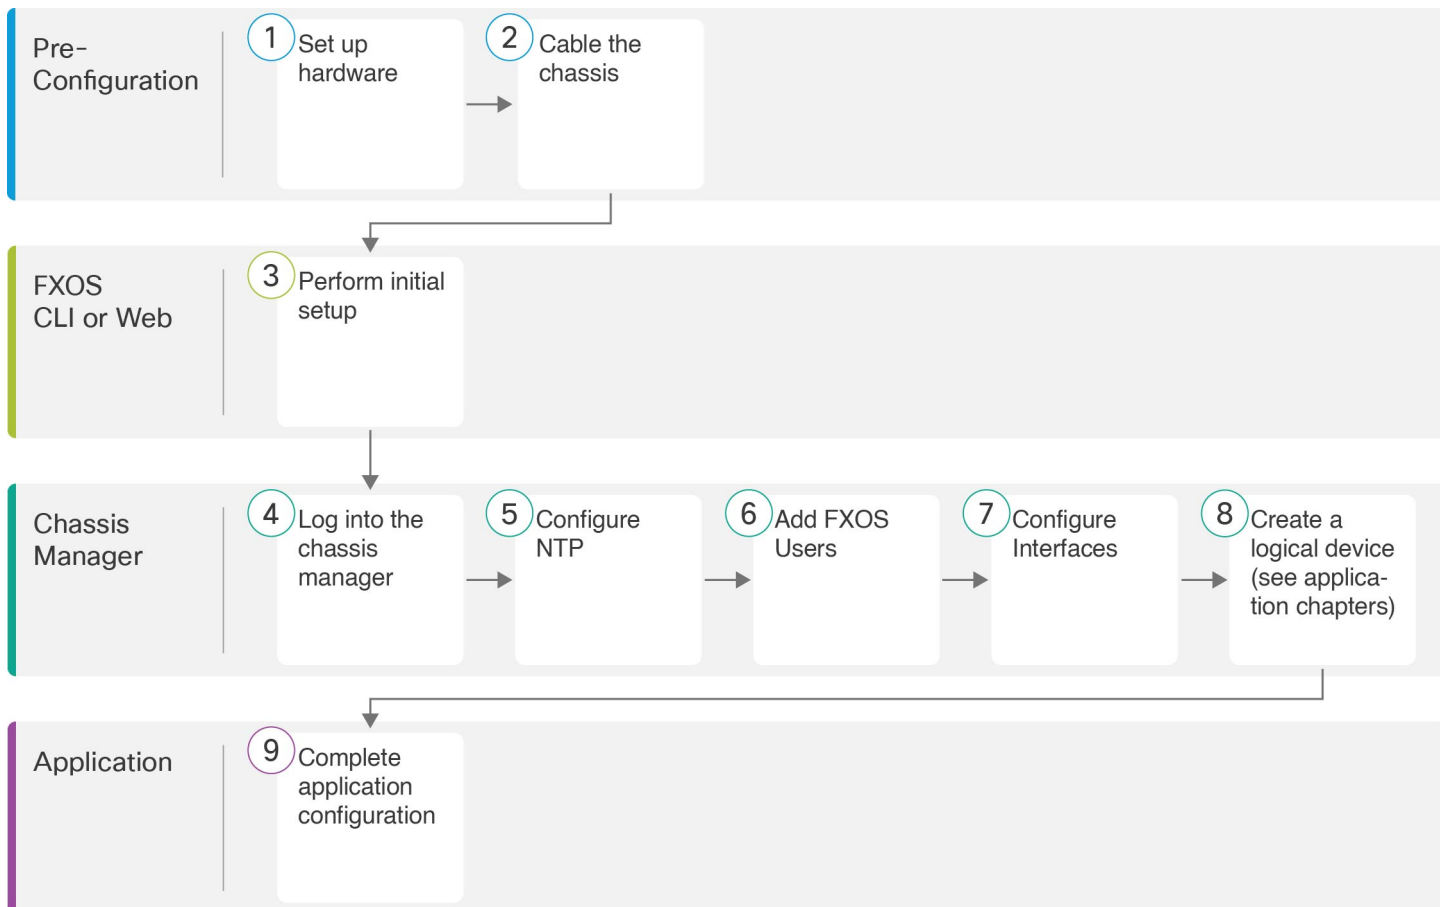 Pre-
Configuration
1
Set up
hardware
2
Cable the
chassis
FXOS
CLI or Web
3
Perform initial
setup
Chassis
Manager
4
Log into the
chassis
manager
5
Configure
NTP
6
Add FXOS
Users
7
Configure
Interfaces
8
Create a
logical device
(see applica-
tion chapters)
Application
9
Complete
application
configuration